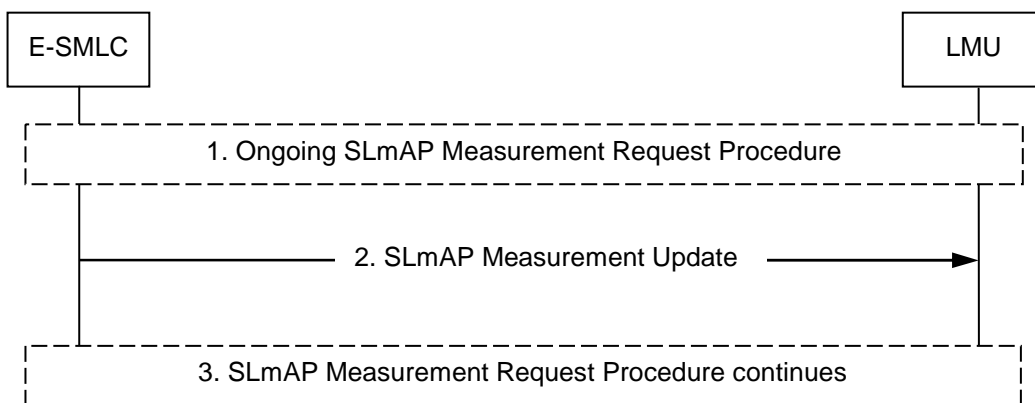 E-SMLC
LMU
1. Ongoing SLmAP Measurement Request Procedure
2. SLmAP Measurement Update
3. SLmAP Measurement Request Procedure continues